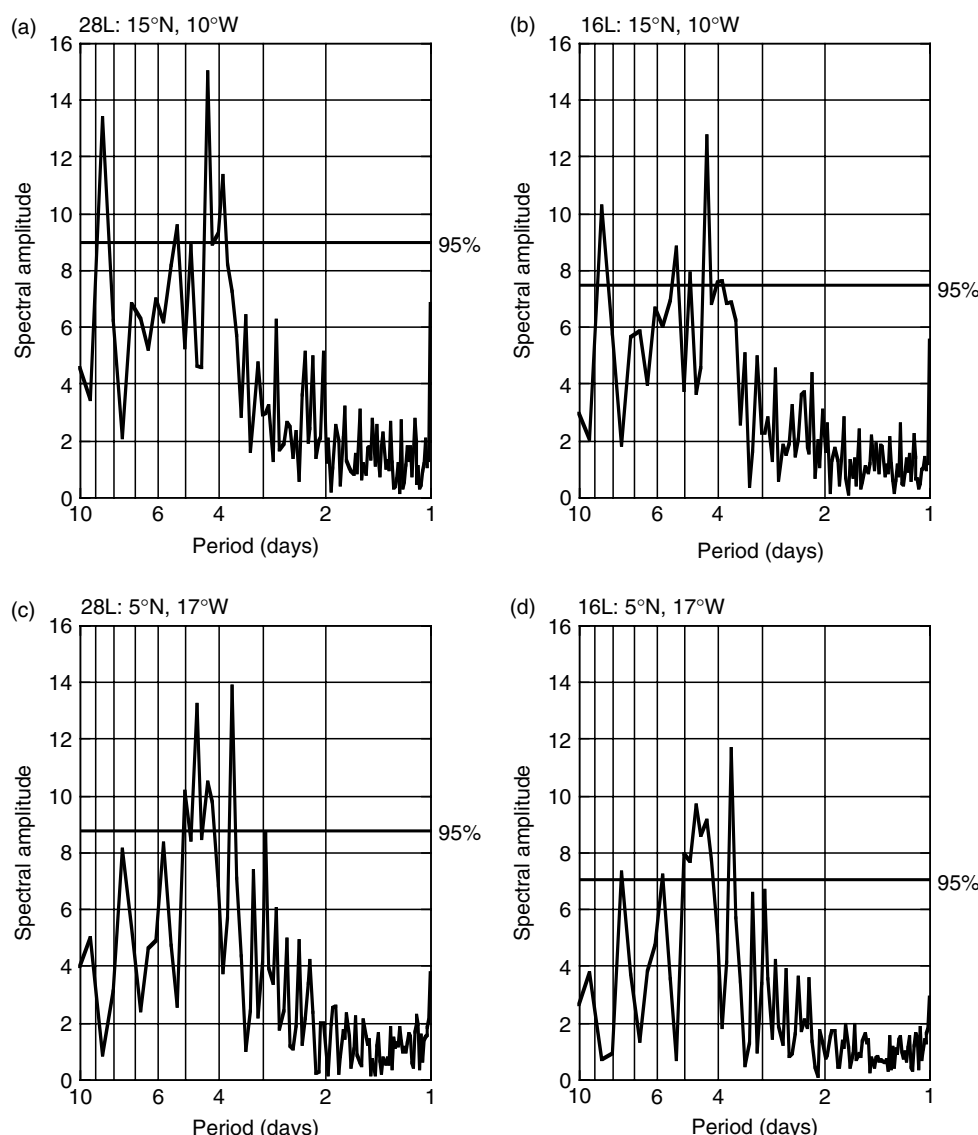 (a) 28L: 15°N, 10°W
16
14
12
10
8
6
4
2
0
Spectral amplitude
95%
10 6 4 2 1
Period (days)
(b) 16L: 15°N, 10°W
16
14
12
10
8
6
4
2
0
Spectral amplitude
95%
10 6 4 2 1
Period (days)
(c) 28L: 5°N, 17°W
16
14
12
10
8
6
4
2
0
Spectral amplitude
95%
10 6 4 2 1
Period (days)
(d) 16L: 5°N, 17°W
16
14
12
10
8
6
4
2
0
Spectral amplitude
95%
10 6 4 2 1
Period (days)